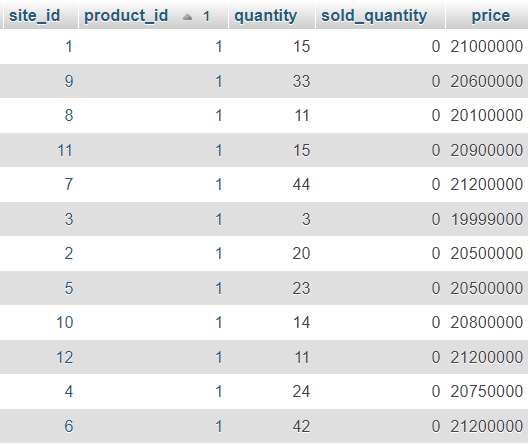 site_id product_id 1 quantity sold_quantity price
1 1 15 0 21000000
9 1 33 0 20600000
8 1 11 0 20100000
11 1 15 0 20900000
7 1 44 0 21200000
3 1 3 0 19999000
2 1 20 0 20500000
5 1 23 0 20500000
10 1 14 0 20800000
12 1 11 0 21200000
4 1 24 0 20750000
6 1 42 0 21200000